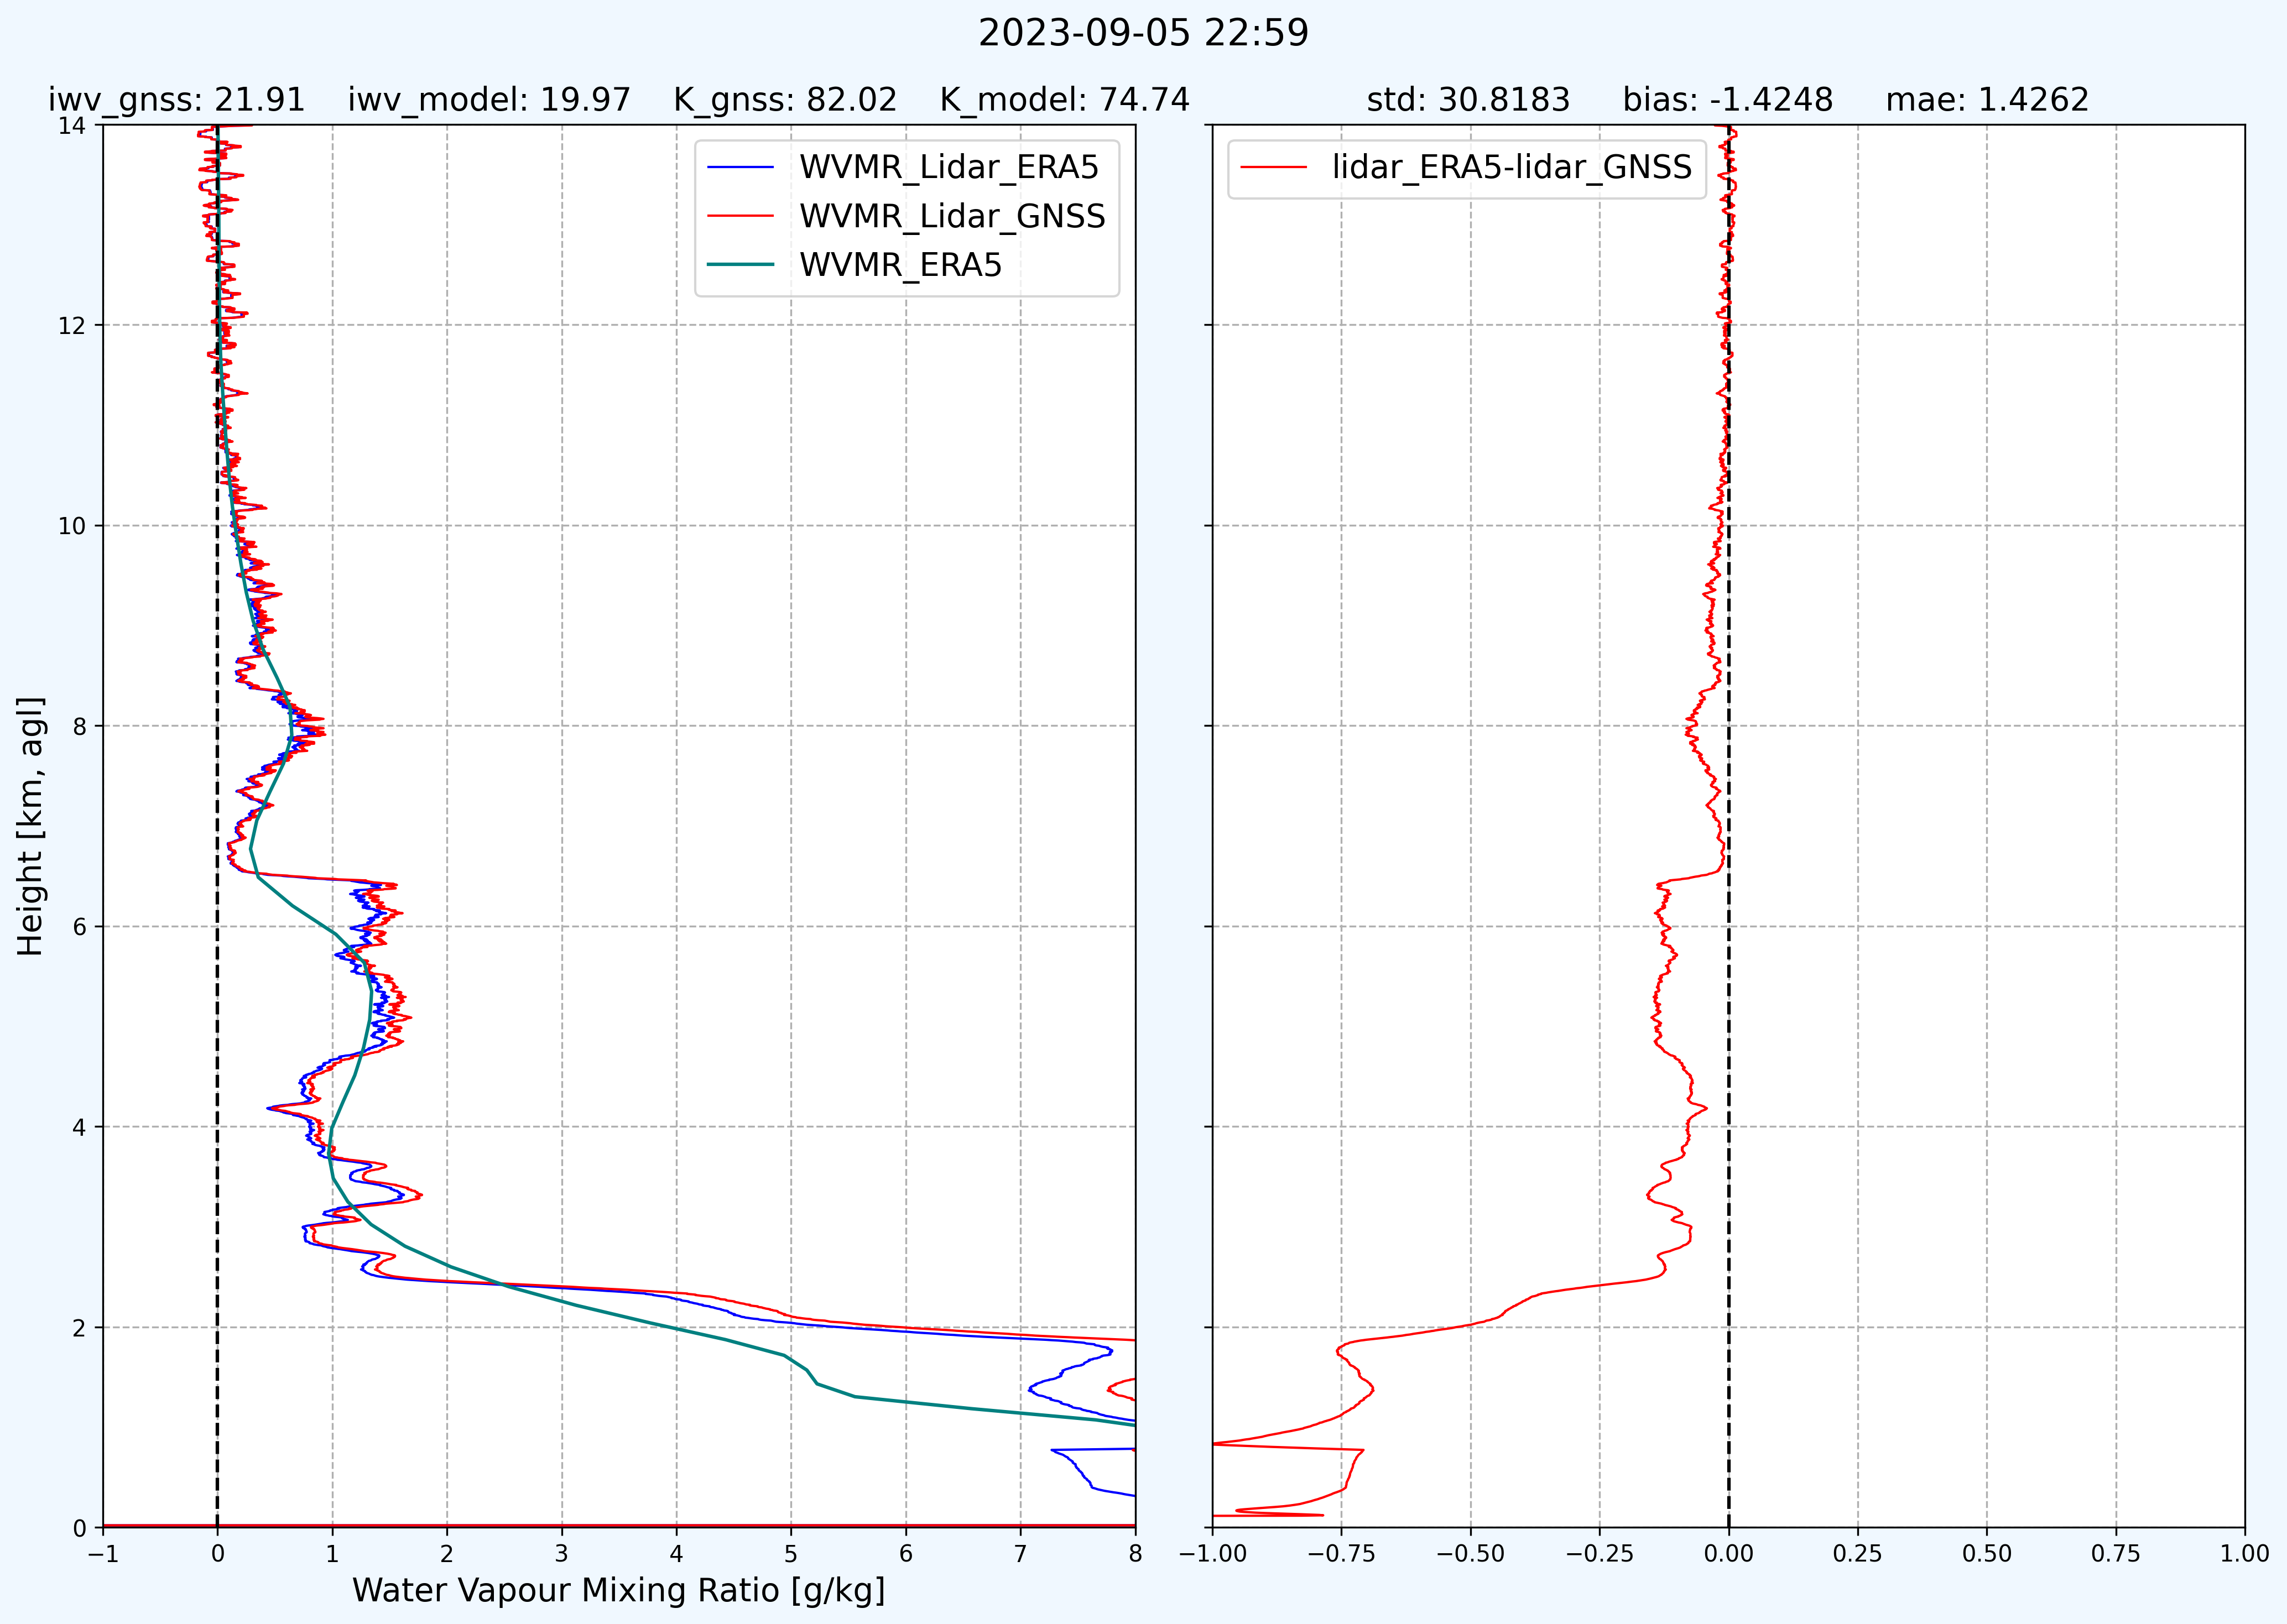 2023-09-05 22:59
iwv_gnss: 21.91 iwv_model: 19.97 K_gnss: 82.02 K_model: 74.74
std: 30.8183 bias: -1.4248 mae: 1.4262
WVMR_Lidar_ERA5
WVMR_Lidar_GNSS
WVMR_ERA5
lidar_ERA5-lidar_GNSS
Height [km, agl]
14
12
10
8
6
4
2
0
−1 0 1 2 3 4 5 6 7 8
Water Vapour Mixing Ratio [g/kg]
−1.00 −0.75 −0.50 −0.25 0.00 0.25 0.50 0.75 1.00